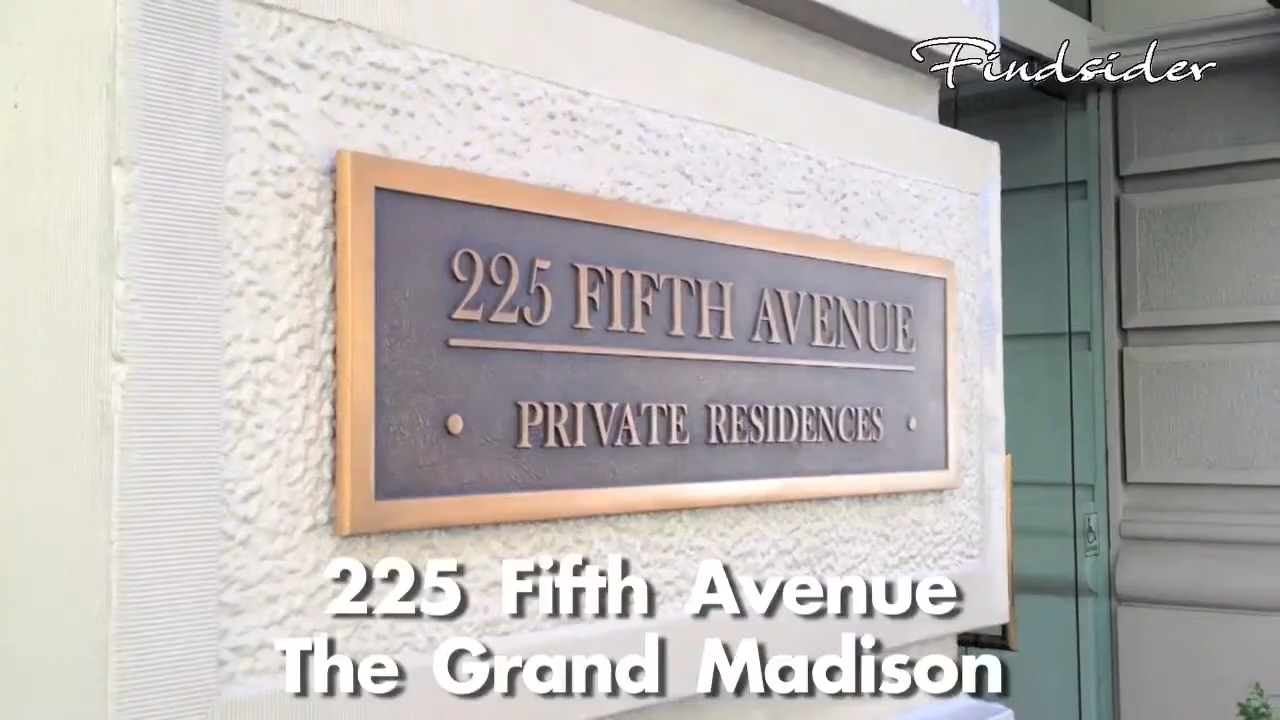 Findsider
225 FIFTH AVENUE
• PRIVATE RESIDENCES •
225 Fifth Avenue
The Grand Madison